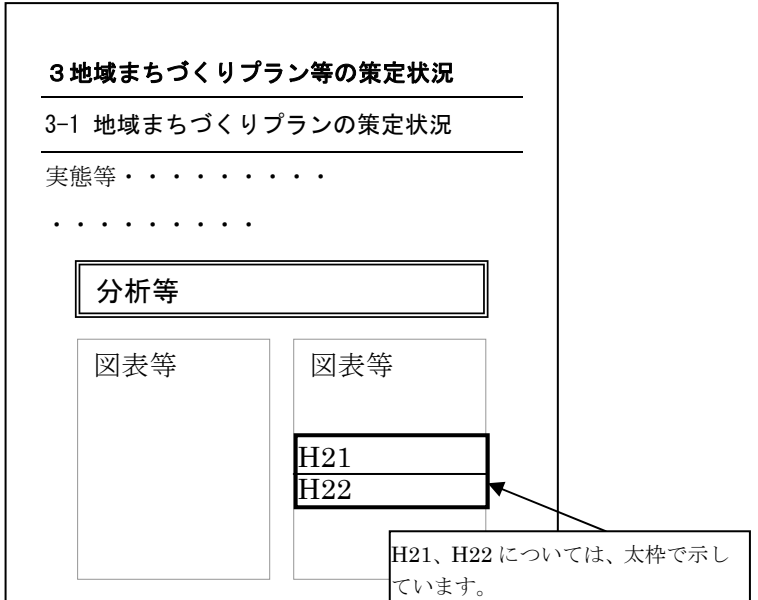 ３地域まちづくりプラン等の策定状況
3-1 地域まちづくりプランの策定状況
実態等・・・・・・・・・
・・・・・・・・・
分析等
図表等
図表等
H21
H22
H21、H22 については、太枠で示し
ています。